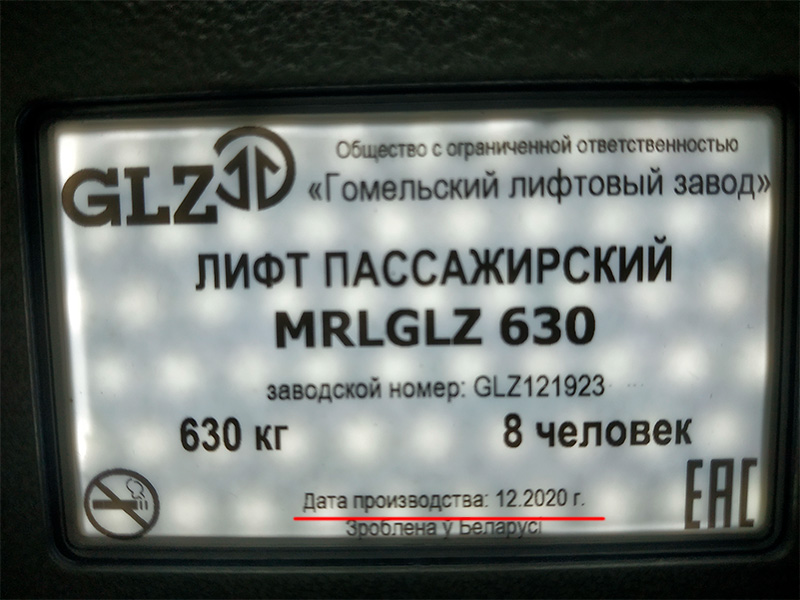 GLZ
Общество с ограниченной ответственностью
«Гомельский лифтовый завод»
ЛИФТ ПАССАЖИРСКИЙ
MRLGLZ 630
заводской номер: GLZ121923
630 кг
8 человек
Дата производства: 12.2020 г.
Зроблена ў Беларусі
EAC